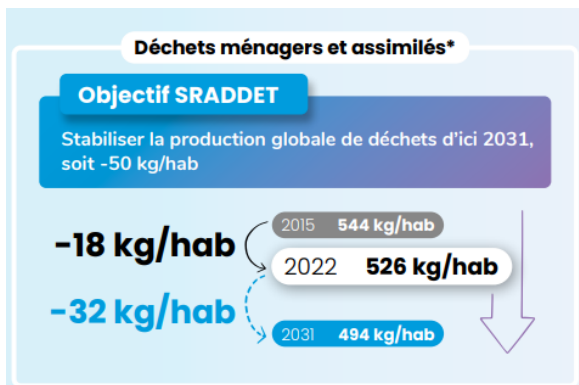 Déchets ménagers et assimilés*
Objectif SRADDET
Stabiliser la production globale de déchets d'ici 2031,
soit -50 kg/hab
2015 544 kg/hab
-18 kg/hab
2022 526 kg/hab
-32 kg/hab
2031 494 kg/hab